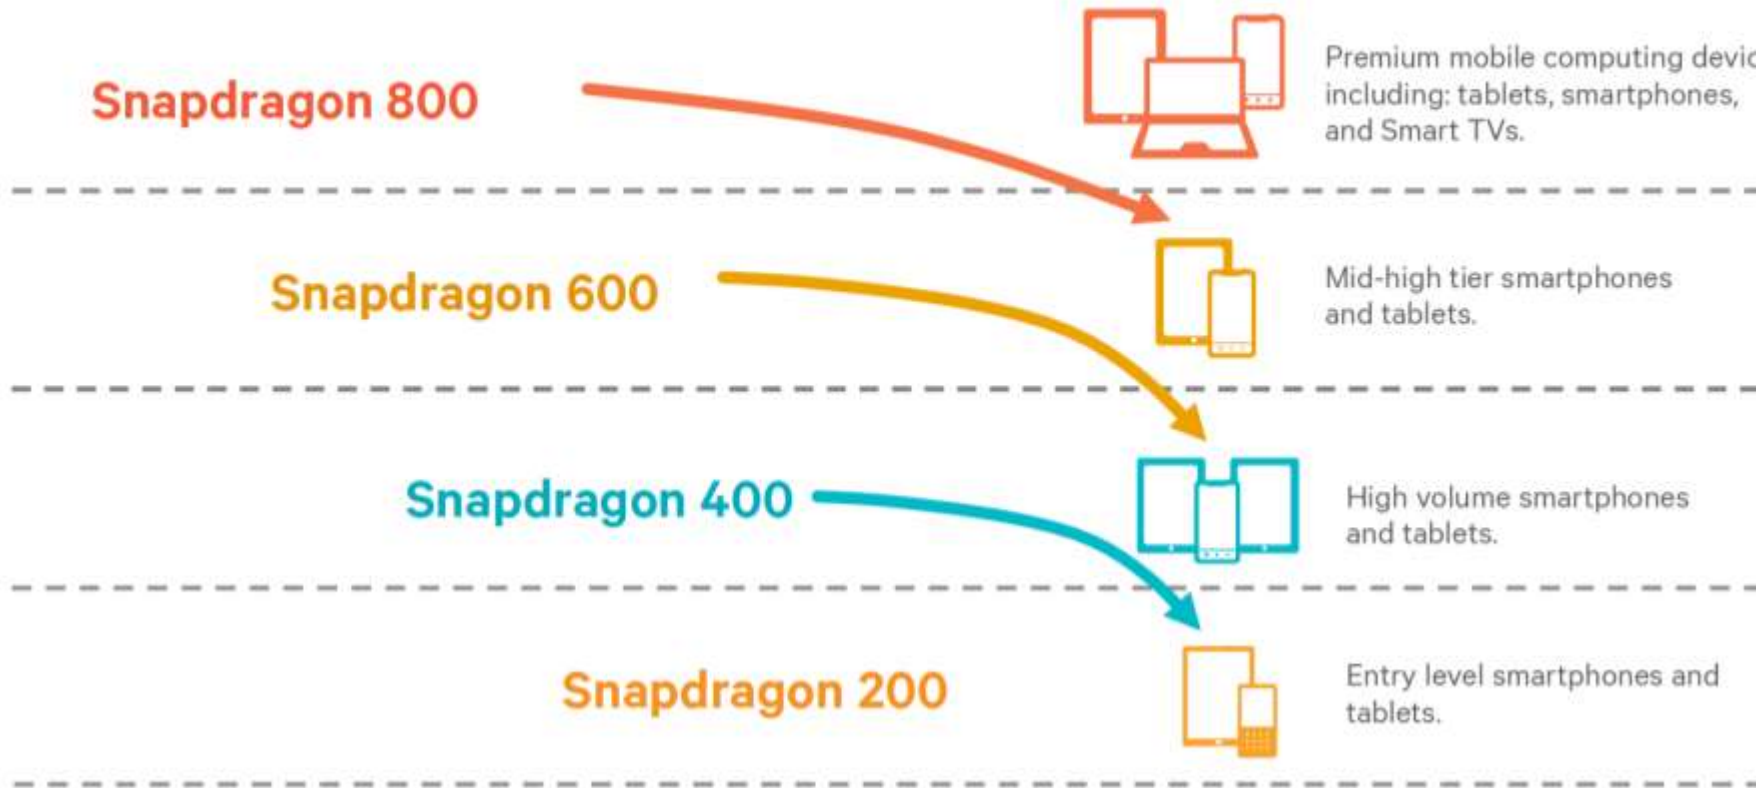 Snapdragon 800
Premium mobile computing devic
including: tablets, smartphones,
and Smart TVs.
Snapdragon 600
Mid-high tier smartphones
and tablets.
Snapdragon 400
High volume smartphones
and tablets.
Snapdragon 200
Entry level smartphones and
tablets.